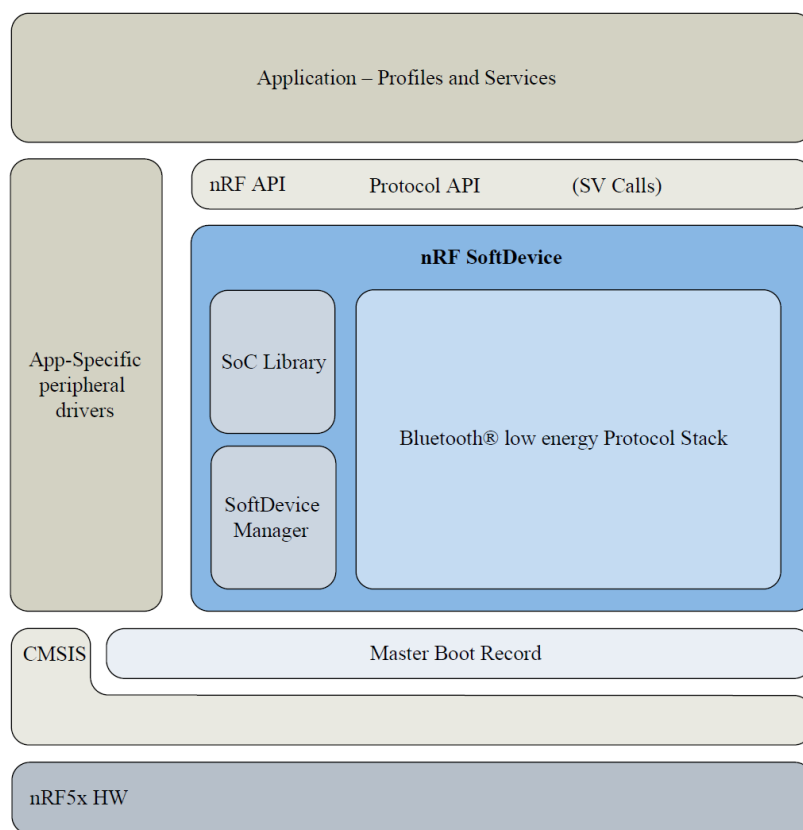 Application – Profiles and Services
nRF API
Protocol API
(SV Calls)
nRF SoftDevice
App-Specific
peripheral
drivers
SoC Library
Bluetooth® low energy Protocol Stack
SoftDevice
Manager
CMSIS
Master Boot Record
nRF5x HW